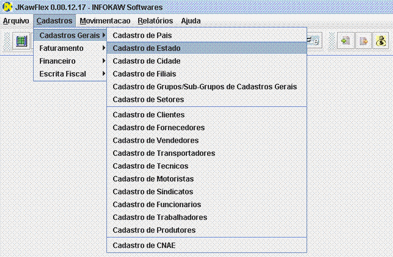 JKawFlex 0.00.12.17 - INFOKAW Softwares
Arquivo Cadastros Movimentacao Relatórios Ajuda
Cadastros Gerais
Faturamento
Financeiro
Escrita Fiscal
Cadastro de País
Cadastro de Estado
Cadastro de Cidade
Cadastro de Filiais
Cadastro de Grupos/Sub-Grupos de Cadastros Gerais
Cadastro de Setores
Cadastro de Clientes
Cadastro de Fornecedores
Cadastro de Vendedores
Cadastro de Transportadores
Cadastro de Tecnicos
Cadastro de Motoristas
Cadastro de Sindicatos
Cadastro de Funcionarios
Cadastro de Trabalhadores
Cadastro de Produtores
Cadastro de CNAE